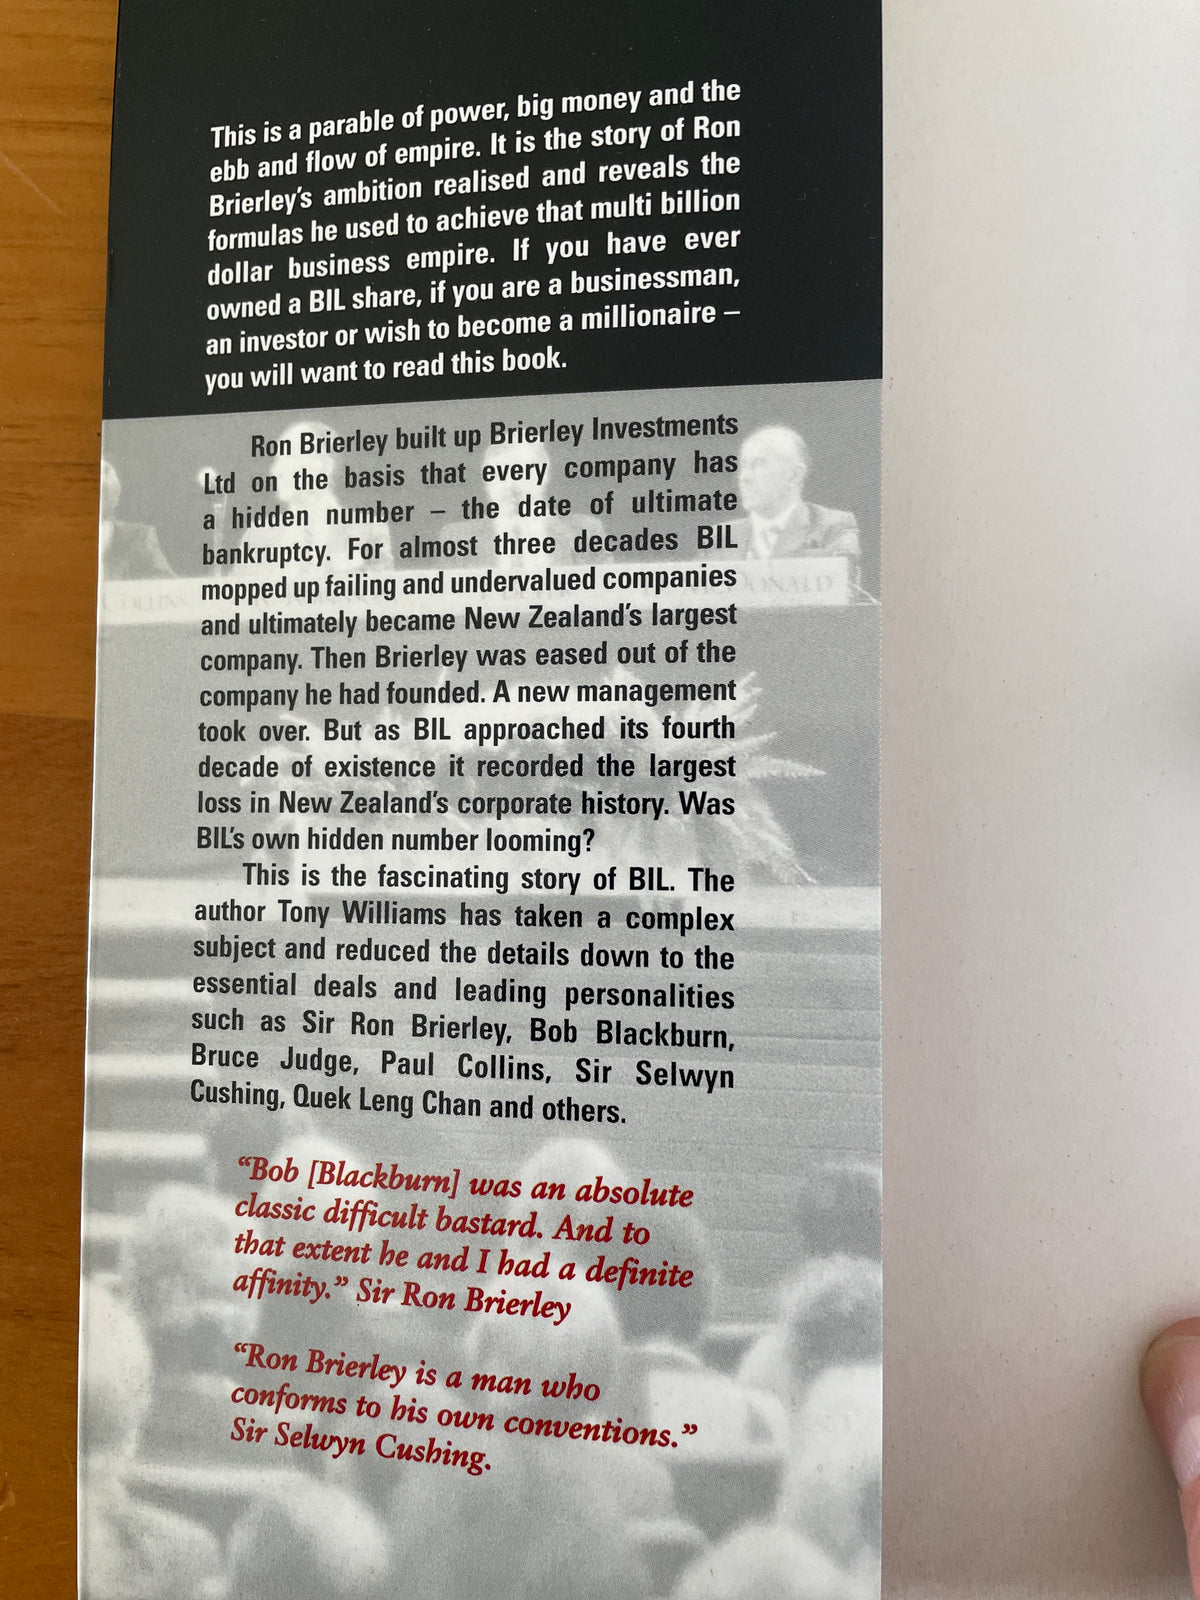 This is a parable of power, big money and the
ebb and flow of empire. It is the story of Ron
Brierley's ambition realised and reveals the
formulas he used to achieve that multi billion
dollar business empire. If you have ever
owned a BIL share, if you are a businessman,
an investor or wish to become a millionaire –
you will want to read this book.
Ron Brierley built up Brierley Investments
Ltd on the basis that every company has
a hidden number – the date of ultimate
bankruptcy. For almost three decades BIL
mopped up failing and undervalued companies
and ultimately became New Zealand's largest
company. Then Brierley was eased out of the
company he had founded. A new management
took over. But as BIL approached its fourth
decade of existence it recorded the largest
loss in New Zealand's corporate history. Was
BIL's own hidden number looming?
This is the fascinating story of BIL. The
author Tony Williams has taken a complex
subject and reduced the details down to the
essential deals and leading personalities
such as Sir Ron Brierley, Bob Blackburn,
Bruce Judge, Paul Collins, Sir Selwyn
Cushing, Quek Leng Chan and others.
“Bob [Blackburn] was an absolute
classic difficult bastard. And to
that extent he and I had a definite
affinity.” Sir Ron Brierley
“Ron Brierley is a man who
conforms to his own conventions.”
Sir Selwyn Cushing.